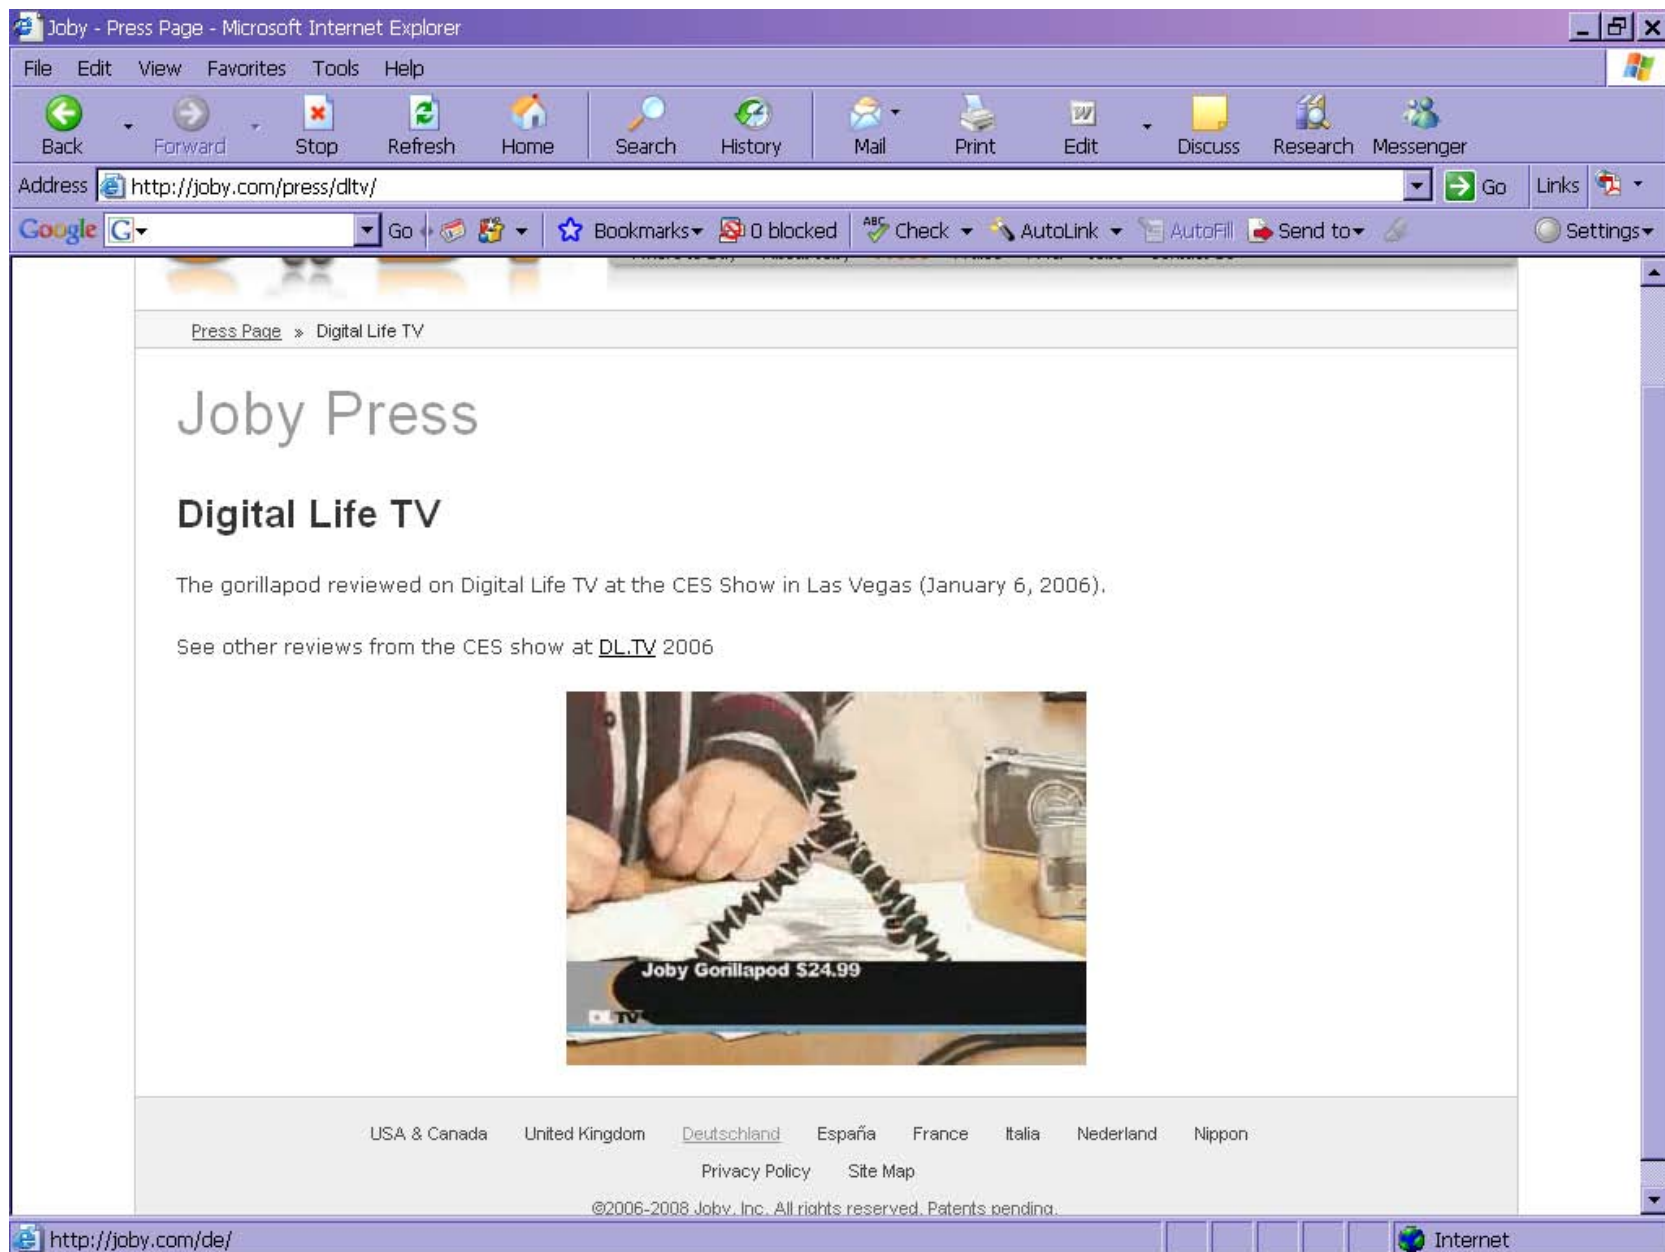 Joby - Press Page - Microsoft Internet Explorer
File Edit View Favorites Tools Help
Back Forward Stop Refresh Home Search History Mail Print Edit Discuss Research Messenger
Address http://joby.com/press/dltv/ Go Links
Google G Go Bookmarks 0 blocked ABC Check AutoLink AutoFill Send to Settings
Press Page » Digital Life TV
Joby Press
Digital Life TV
The gorillapod reviewed on Digital Life TV at the CES Show in Las Vegas (January 6, 2006).
See other reviews from the CES show at DL.TV 2006
Joby Gorillapod $24.99
DL TV
USA & Canada United Kingdom Deutschland España France Italia Nederland Nippon
Privacy Policy Site Map
©2006-2008 Joby, Inc. All rights reserved. Patents pending.
http://joby.com/de/ Internet